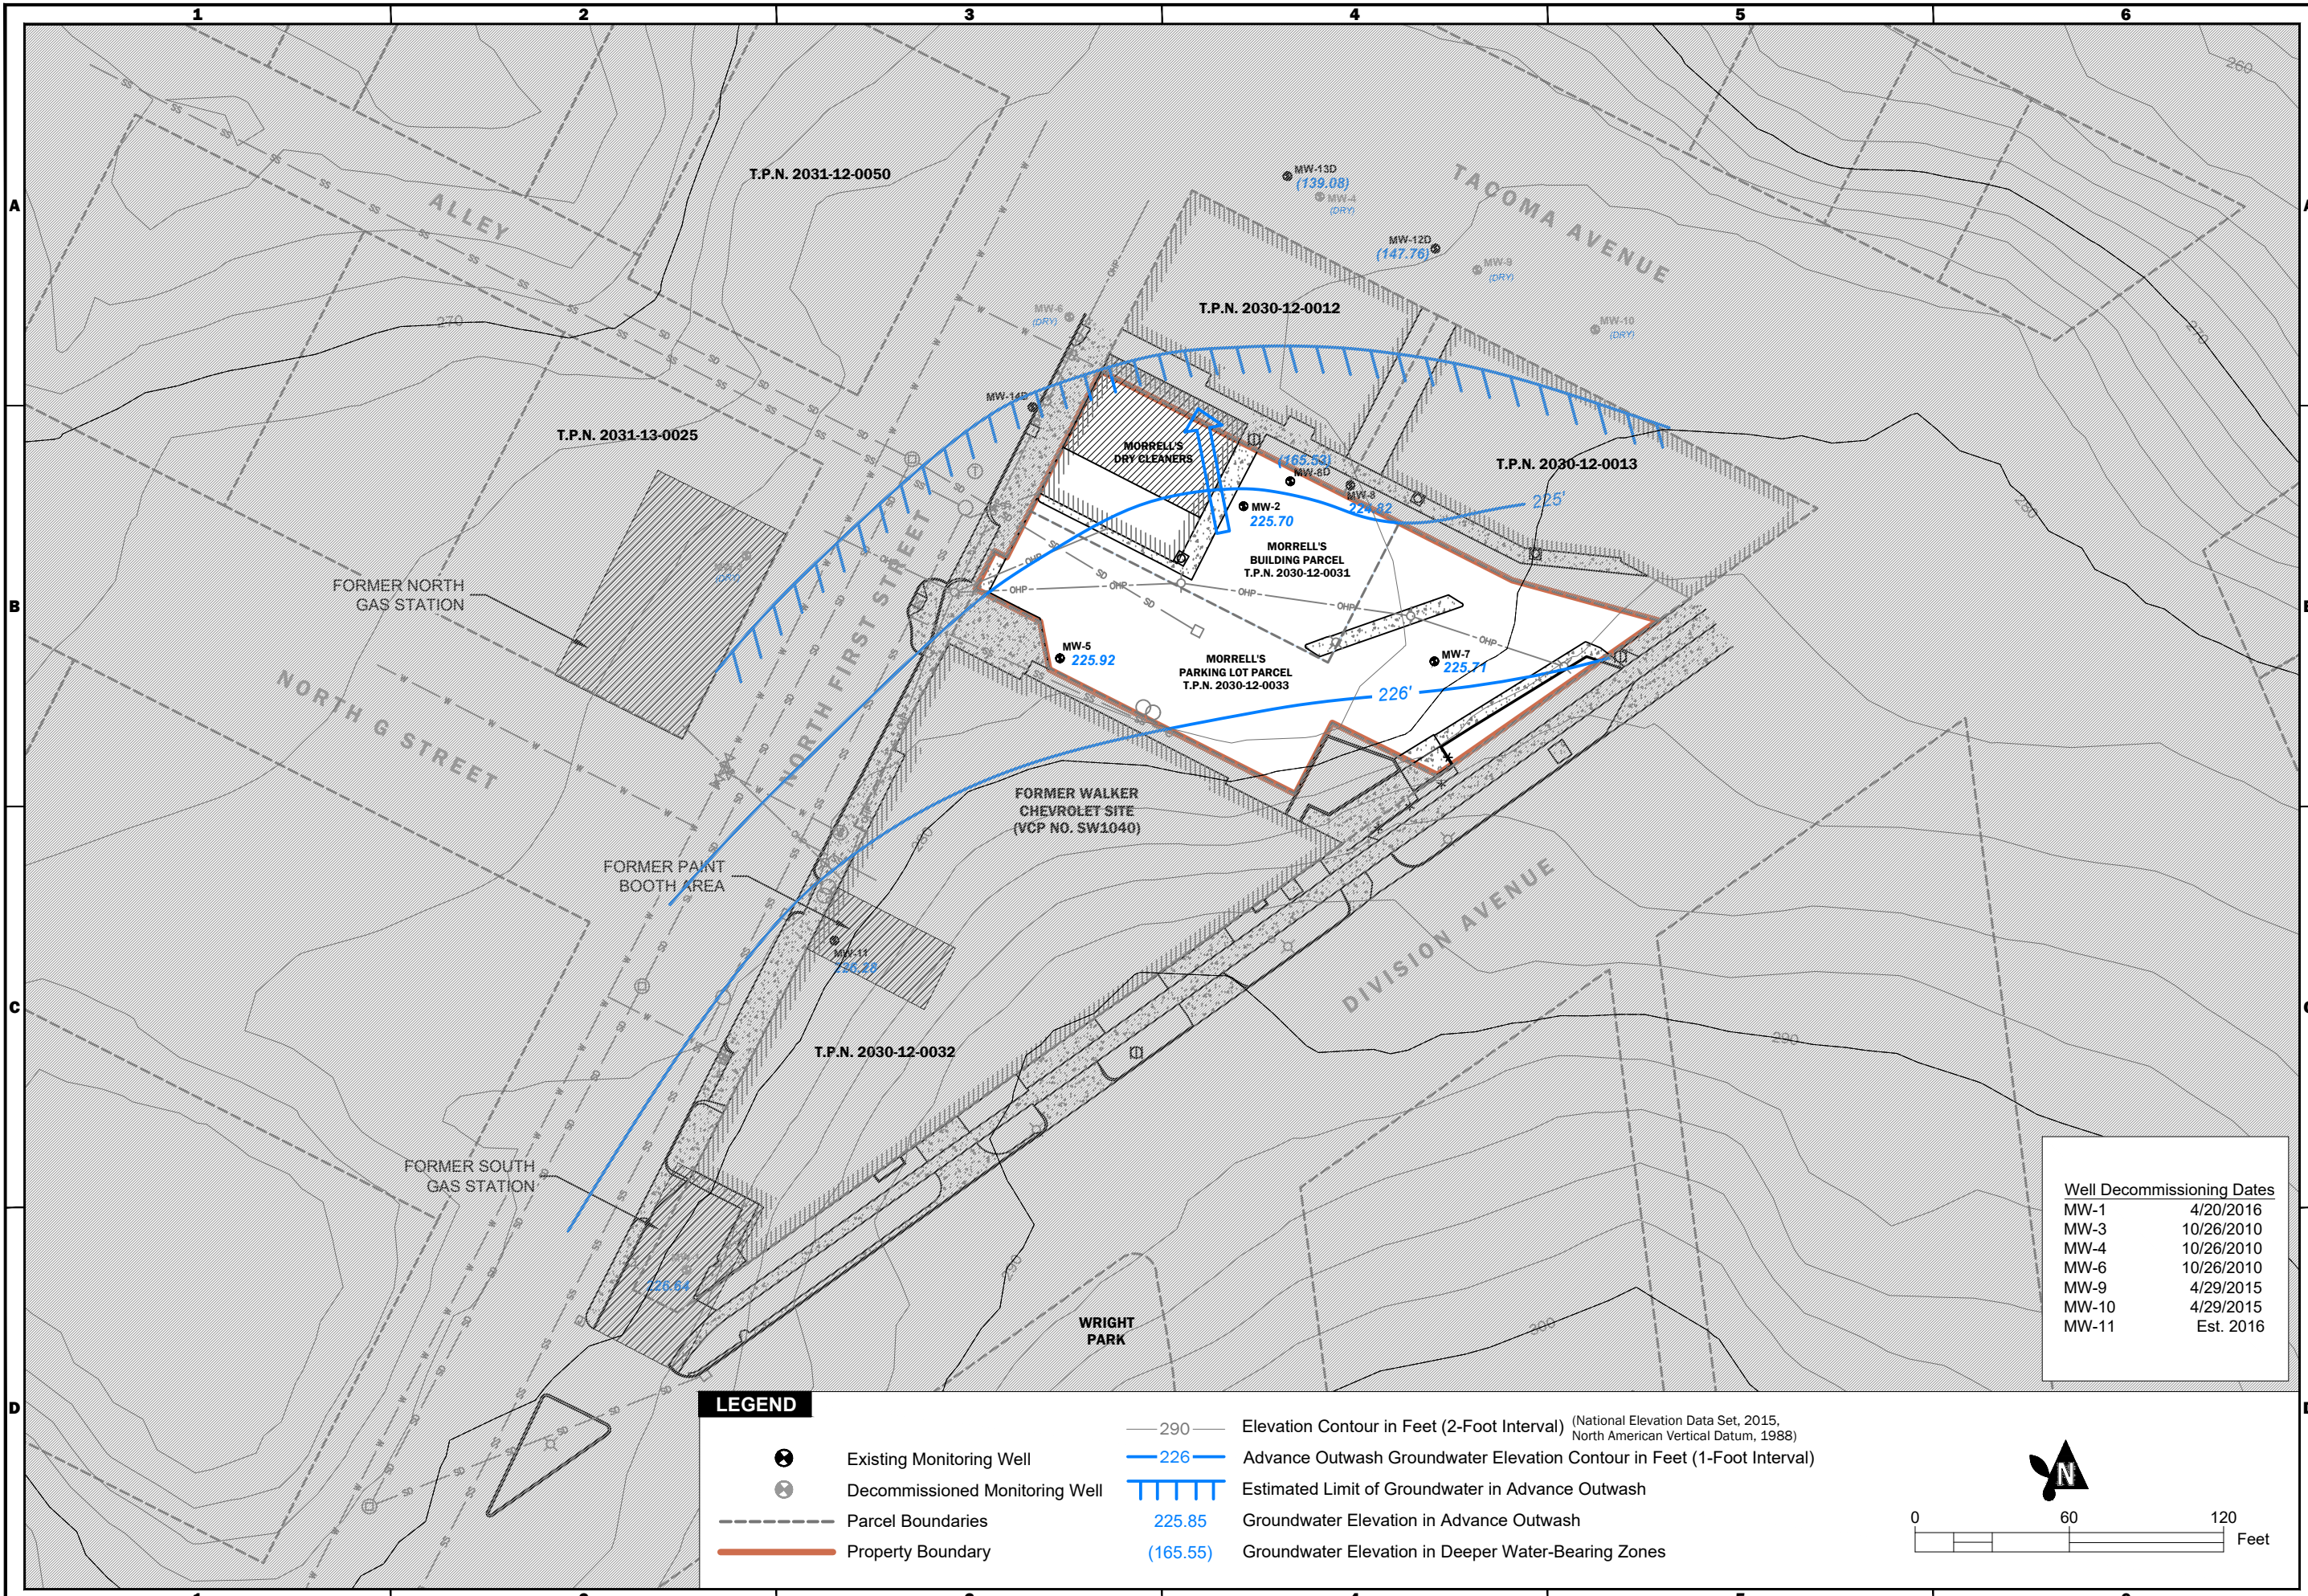 1 2 3 4 5 6
A
B
C
D
260
T.P.N. 2031-12-0050
ALLEY
MW-13D
(139.08)
MW-4
(DRY)
TACOMA AVENUE
MW-12D
(147.76)
MW-9
(DRY)
MW-6
(DRY)
T.P.N. 2030-12-0012
MW-10
(DRY)
270
270
MW-14D
T.P.N. 2031-13-0025
MORRELL'S
DRY CLEANERS
(165.53)
MW-8D
T.P.N. 2030-12-0013
MW-8
224.82
225'
MW-2
225.70
280
MORRELL'S
BUILDING PARCEL
T.P.N. 2030-12-0031
(DRY)
FORMER NORTH
GAS STATION
NORTH FIRST STREET
MW-5
225.92
MORRELL'S
PARKING LOT PARCEL
T.P.N. 2030-12-0033
MW-7
225.71
226'
NORTH G STREET
FORMER WALKER
CHEVROLET SITE
(VCP NO. SW1040)
FORMER PAINT
BOOTH AREA
DIVISION AVENUE
MW-11
T.P.N. 2030-12-0032
290
FORMER SOUTH
GAS STATION
290
300
WRIGHT
PARK
Well Decommissioning Dates
MW-1 4/20/2016
MW-3 10/26/2010
MW-4 10/26/2010
MW-6 10/26/2010
MW-9 4/29/2015
MW-10 4/29/2015
MW-11 Est. 2016
LEGEND
Existing Monitoring Well
Decommissioned Monitoring Well
Parcel Boundaries
Property Boundary
290 Elevation Contour in Feet (2-Foot Interval) (National Elevation Data Set, 2015,
North American Vertical Datum, 1988)
226 Advance Outwash Groundwater Elevation Contour in Feet (1-Foot Interval)
Estimated Limit of Groundwater in Advance Outwash
225.85 Groundwater Elevation in Advance Outwash
(165.55) Groundwater Elevation in Deeper Water-Bearing Zones
N
0 60 120
Feet